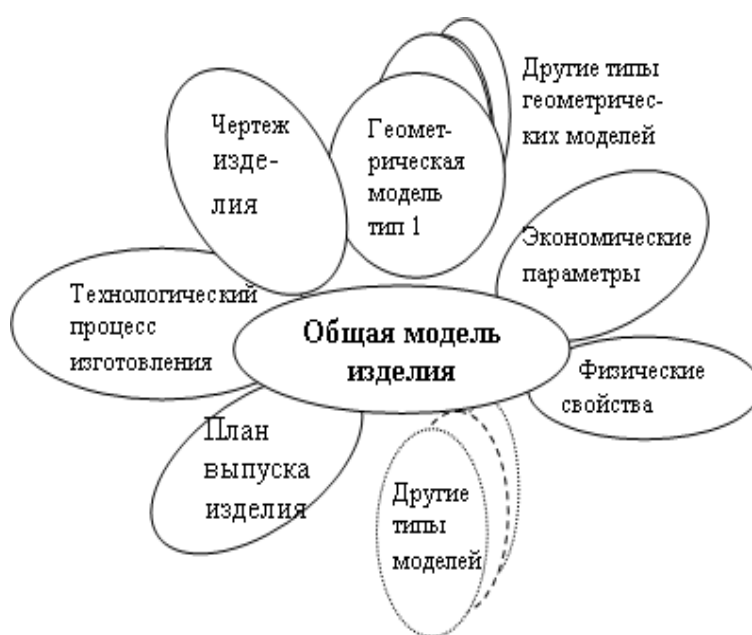 Другие типы
геометричес-
ких моделей
Чертеж
изде-
лия
Геомет-
рическая
модель
тип 1
Экономические
параметры
Технологический
процесс
изготовления
Общая модель
изделия
Физические
свойства
План
выпуска
изделия
Другие
типы
моделей